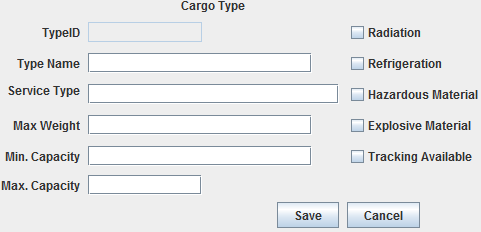 Cargo Type
TypeID
Radiation
Type Name
Refrigeration
Service Type
Hazardous Material
Max Weight
Explosive Material
Min. Capacity
Tracking Available
Max. Capacity
Save
Cancel